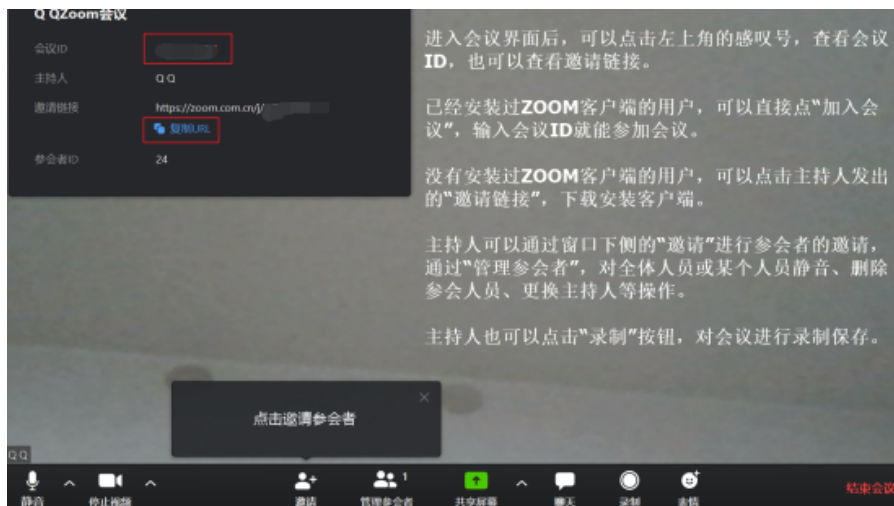 Q QZoom会议
会议ID
主持人
Q Q
邀请链接
https://zoom.com.cn/j/
复制URL
参会者ID
24
进入会议界面后，可以点击左上角的感叹号，查看会议
ID，也可以查看邀请链接。
已经安装过ZOOM客户端的用户，可以直接点“加入会
议”，输入会议ID就能参加会议。
没有安装过ZOOM客户端的用户，可以点击主持人发出
的“邀请链接”，下载安装客户端。
主持人可以通过窗口下侧的“邀请”进行参会者的邀请，
通过“管理参会者”，对全体人员或某个人员静音、删除
参会人员、更换主持人等操作。
主持人也可以点击“录制”按钮，对会议进行录制保存。
点击邀请参会者
Q Q
1
静音
停止视频
邀请
管理参会者
共享屏幕
聊天
录制
表情
结束会议